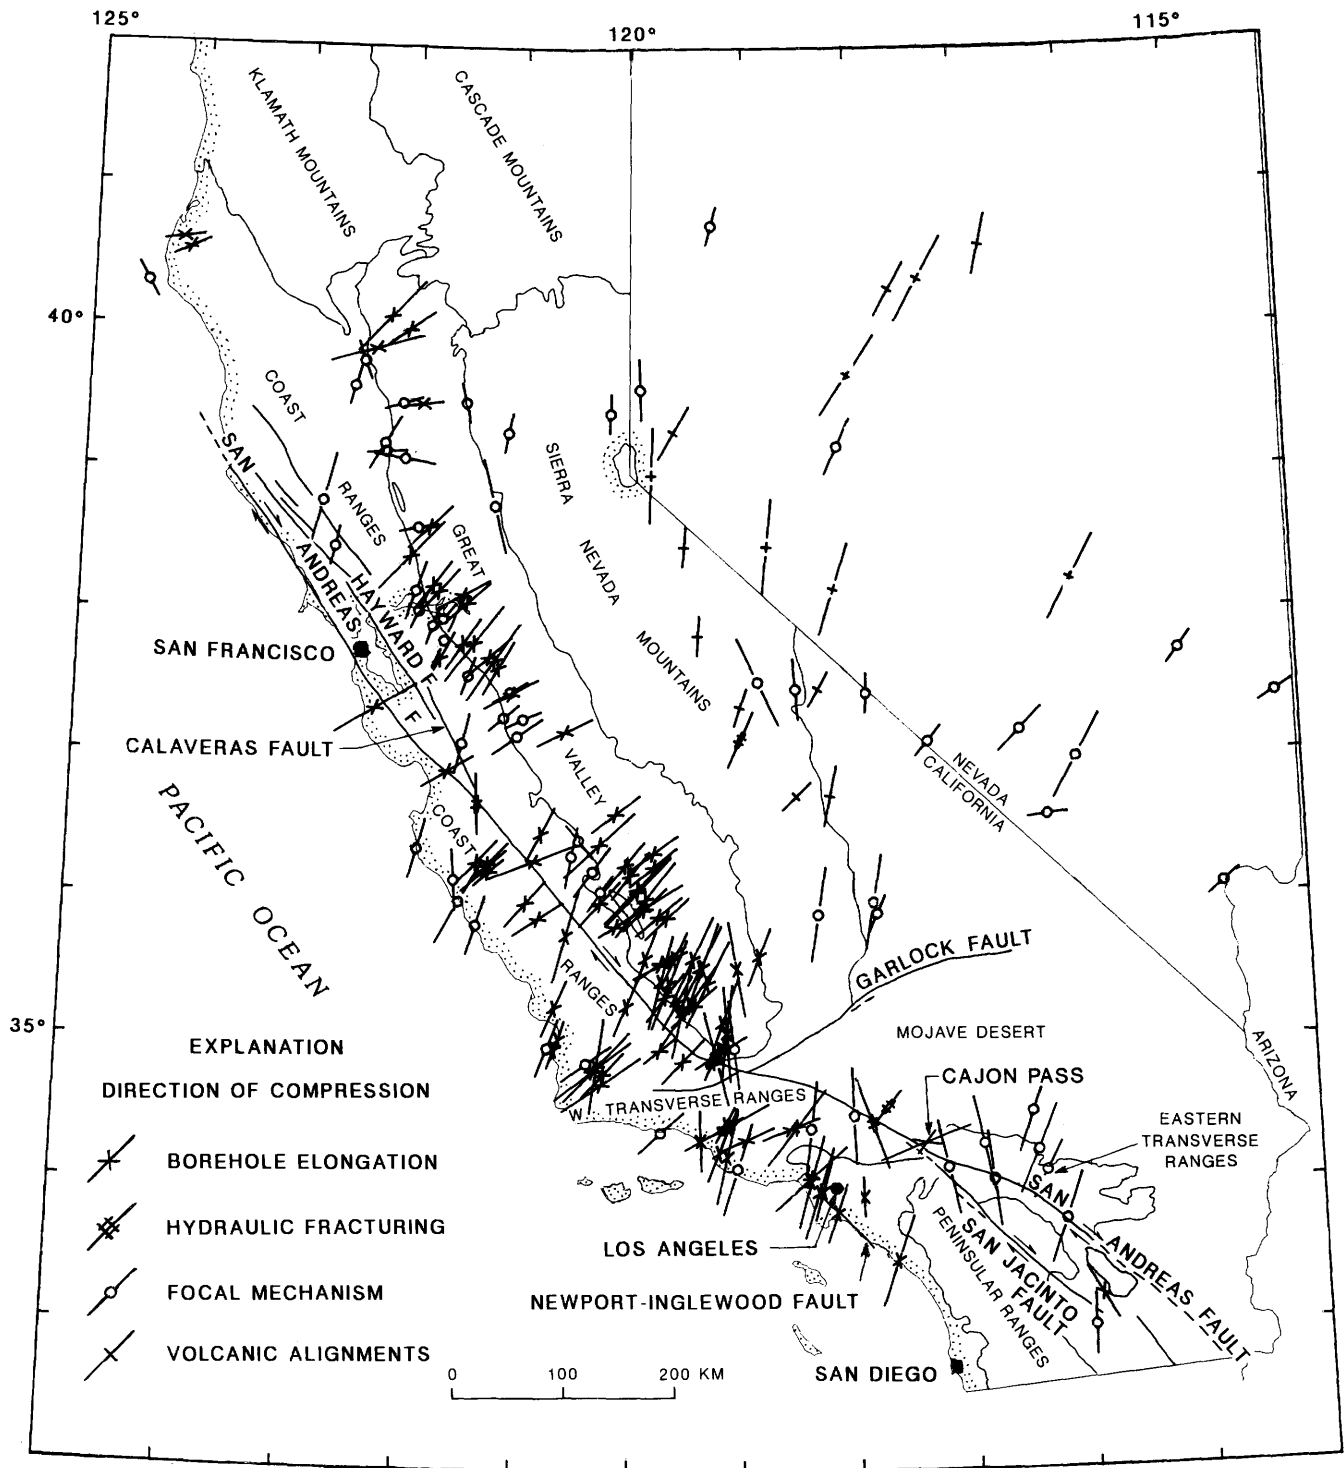 125°
120°
115°
KLAMATH MOUNTAINS
CASCADE MOUNTAINS
40°
COAST
RANGES
SAN
ANDREAS
HAYWARD F
F
GREAT
VALLEY
SIERRA
NEVADA
MOUNTAINS
SAN FRANCISCO
CALAVERAS FAULT
PACIFIC OCEAN
COAST
RANGES
NEVADA
CALIFORNIA
GARLOCK FAULT
35°
MOJAVE DESERT
ARIZONA
EXPLANATION
DIRECTION OF COMPRESSION
BOREHOLE ELONGATION
HYDRAULIC FRACTURING
FOCAL MECHANISM
VOLCANIC ALIGNMENTS
W. TRANSVERSE RANGES
CAJON PASS
EASTERN
TRANSVERSE
RANGES
SAN
ANDREAS FAULT
SAN JACINTO
FAULT
PENINSULAR RANGES
LOS ANGELES
NEWPORT-INGLEWOOD FAULT
SAN DIEGO
0 100 200 KM